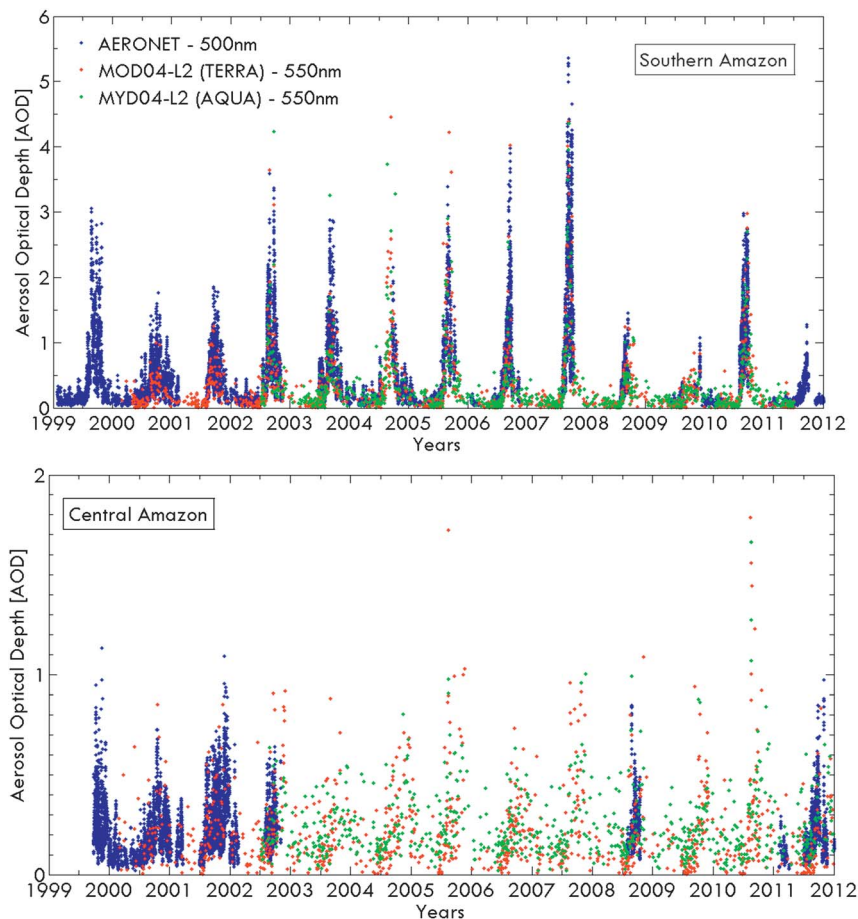 6
AERONET - 500nm
MOD04-L2 (TERRA) - 550nm
MYD04-L2 (AQUA) - 550nm
Southern Amazon
5
4
3
2
1
0
Aerosol Optical Depth [AOD]
1999 2000 2001 2002 2003 2004 2005 2006 2007 2008 2009 2010 2011 2012
Years
2
Central Amazon
1
0
Aerosol Optical Depth [AOD]
1999 2000 2001 2002 2003 2004 2005 2006 2007 2008 2009 2010 2011 2012
Years